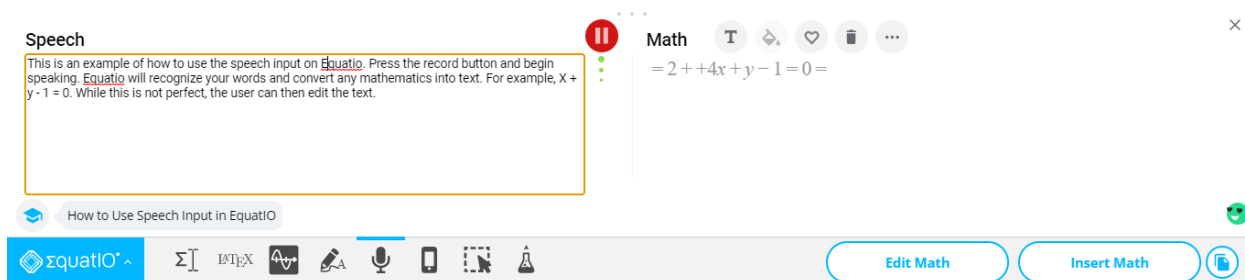 Speech
This is an example of how to use the speech input on Equatio. Press the record button and begin
speaking. Equatio will recognize your words and convert any mathematics into text. For example, X +
y - 1 = 0. While this is not perfect, the user can then edit the text.
Math T
= 2 + +4x + y − 1 = 0 =
How to Use Speech Input in EquatIO
ΣquatIO
Σ LATEX A
Edit Math
Insert Math